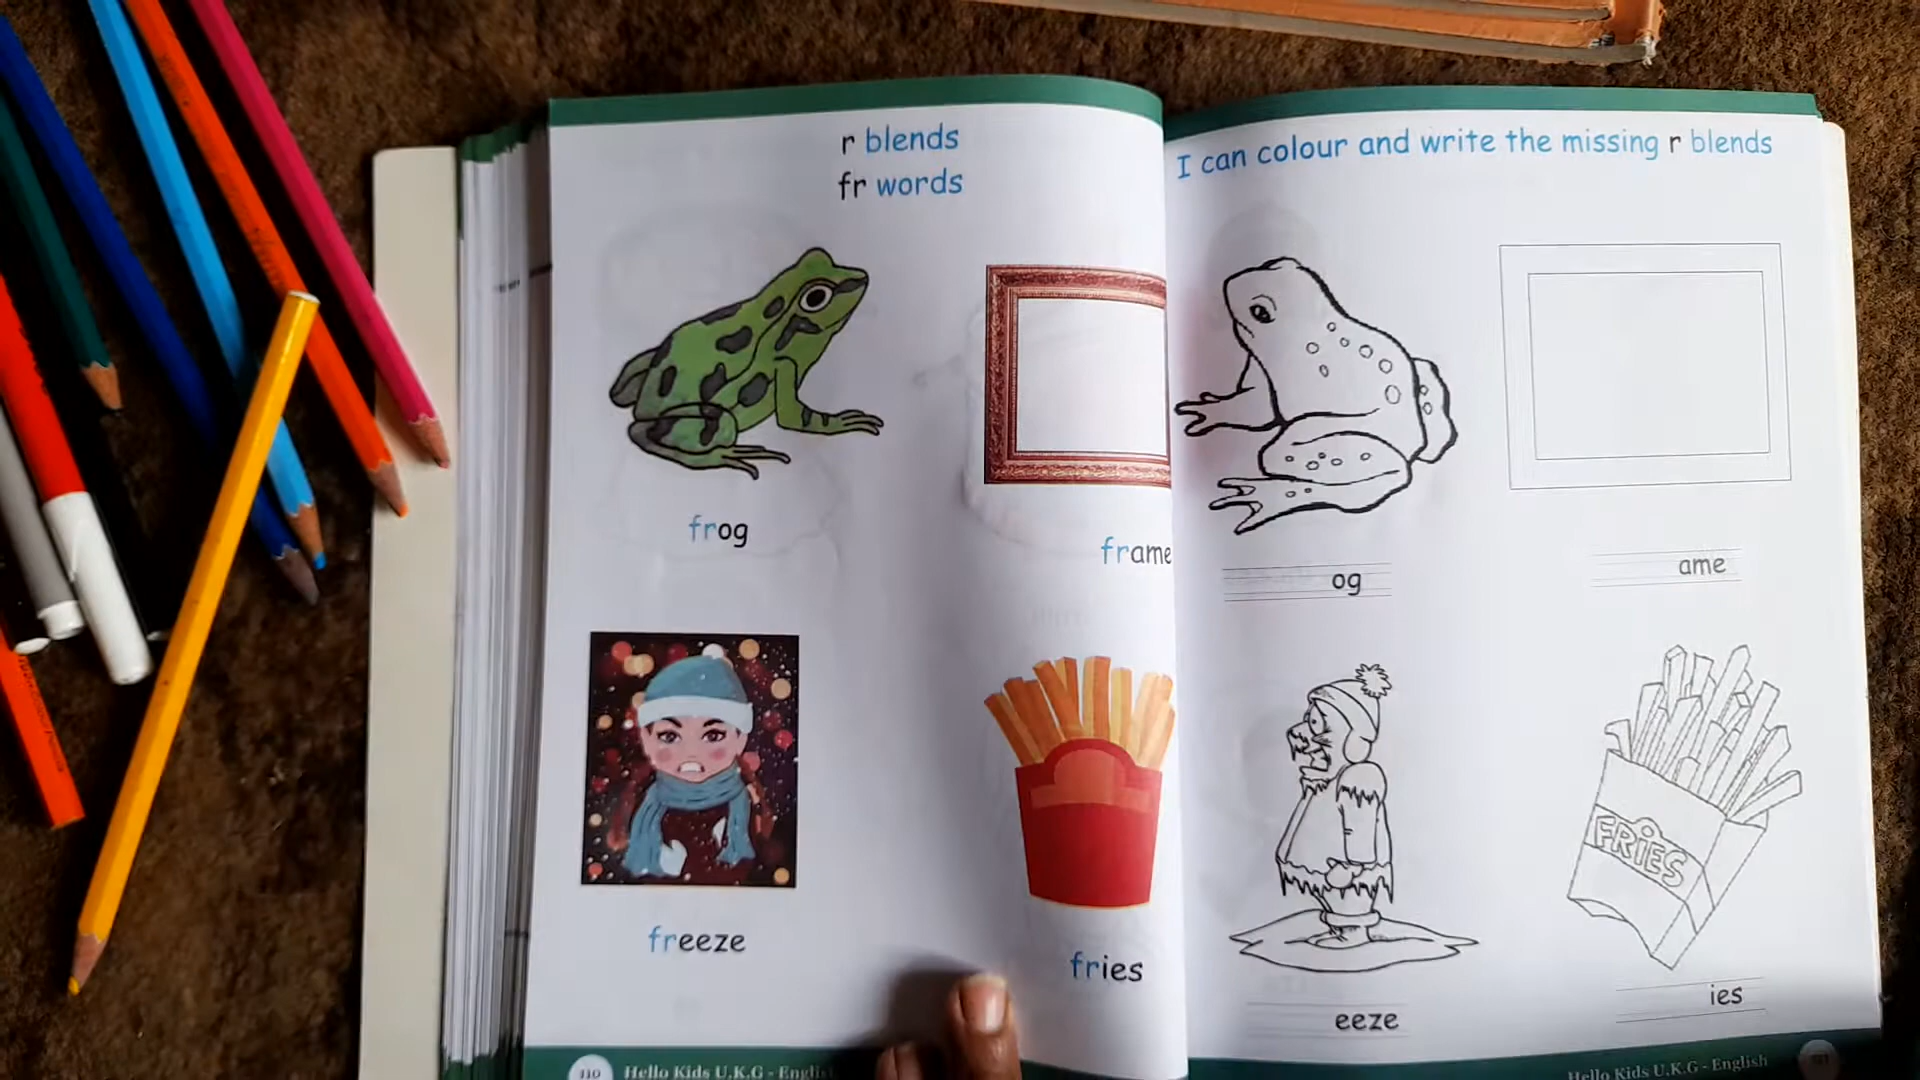 r blends
fr words
frog
frame
freeze
fries
110 Hello Kids U.K.G - English
I can colour and write the missing r blends
og
ame
FRIES
eeze
ies
Hello Kids U.K.G - English